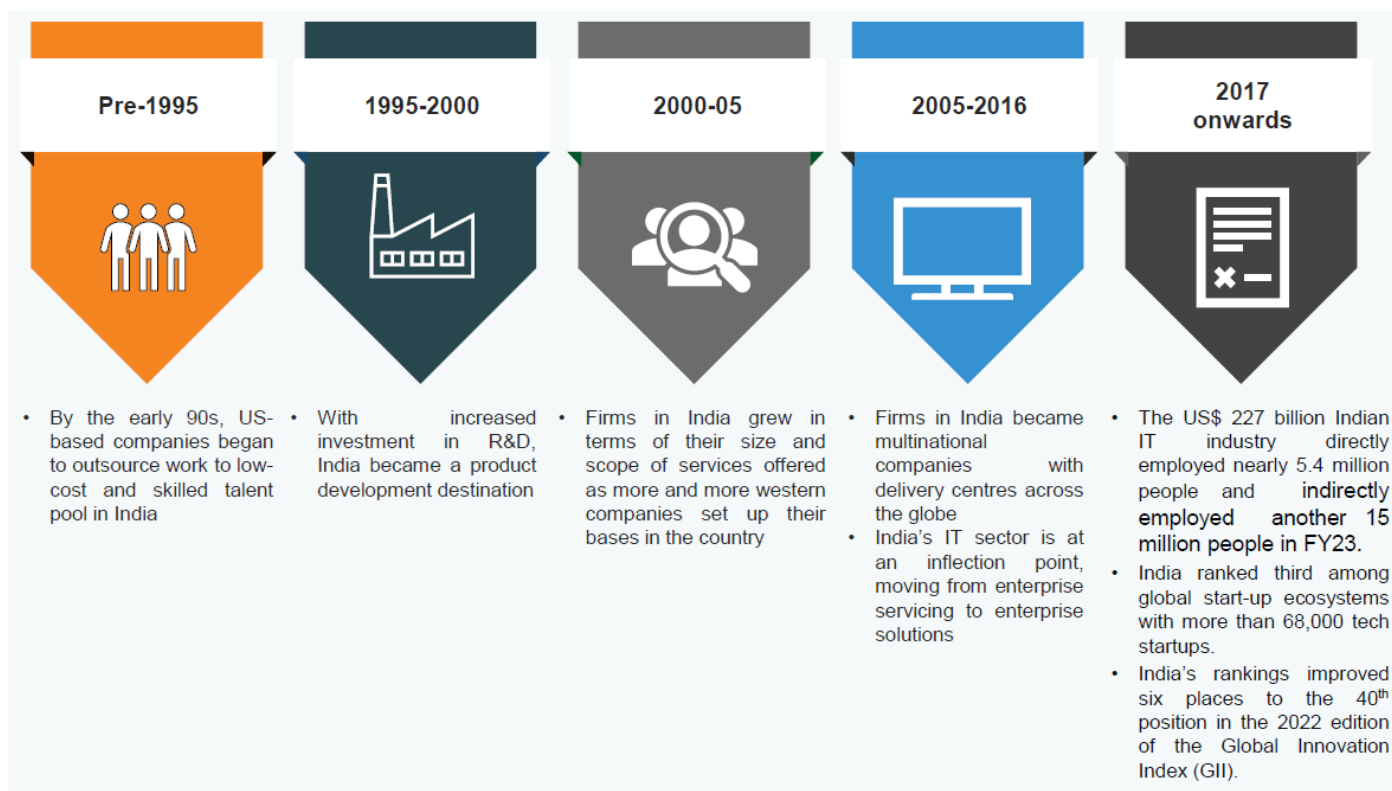 Pre-1995
1995-2000
2000-05
2005-2016
2017
onwards
• By the early 90s, US-
based companies began
to outsource work to low-
cost and skilled talent
pool in India
• With increased
investment in R&D,
India became a product
development destination
• Firms in India grew in
terms of their size and
scope of services offered
as more and more western
companies set up their
bases in the country
• Firms in India became
multinational
companies with
delivery centres across
the globe
• India’s IT sector is at
an inflection point,
moving from enterprise
servicing to enterprise
solutions
• The US$ 227 billion Indian
IT industry directly
employed nearly 5.4 million
people and indirectly
employed another 15
million people in FY23.
• India ranked third among
global start-up ecosystems
with more than 68,000 tech
startups.
• India’s rankings improved
six places to the 40th
position in the 2022 edition
of the Global Innovation
Index (GII).